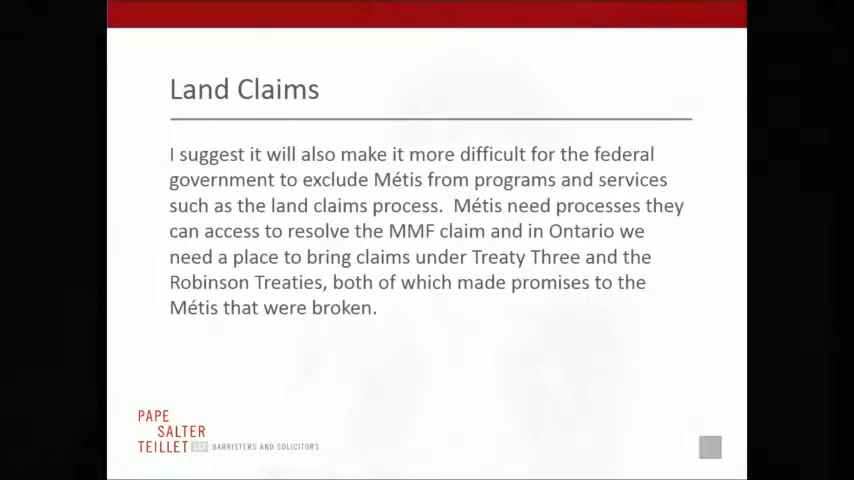 Land Claims
I suggest it will also make it more difficult for the federal
government to exclude Métis from programs and services
such as the land claims process.  Métis need processes they
can access to resolve the MMF claim and in Ontario we
need a place to bring claims under Treaty Three and the
Robinson Treaties, both of which made promises to the
Métis that were broken.
PAPE
SALTER
TEILLET LLP BARRISTERS AND SOLICITORS